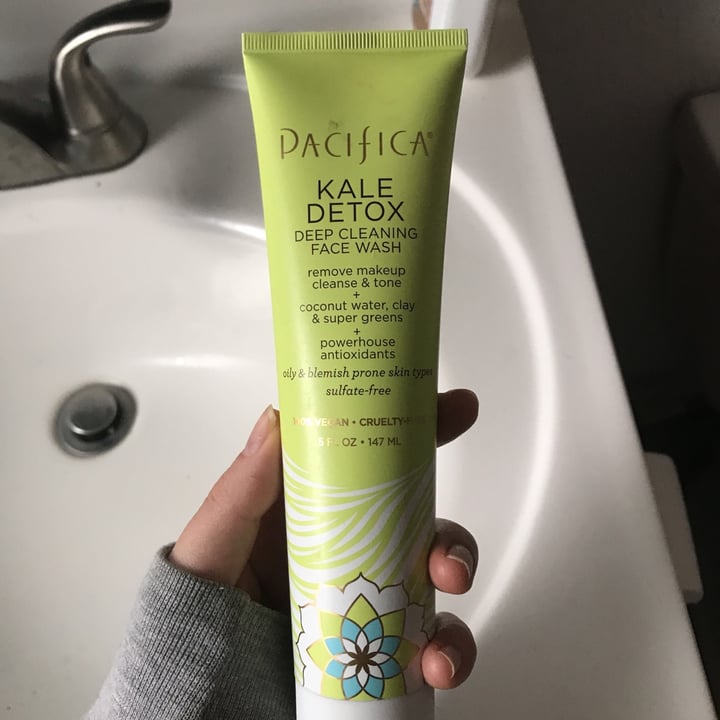 PACIFICA®
KALE
DETOX
DEEP CLEANING
FACE WASH
remove makeup
cleanse & tone
+
coconut water, clay
& super greens
+
powerhouse
antioxidants
oily & blemish prone skin types
sulfate-free
VEGAN • CRUELTY-
OZ • 147 ML